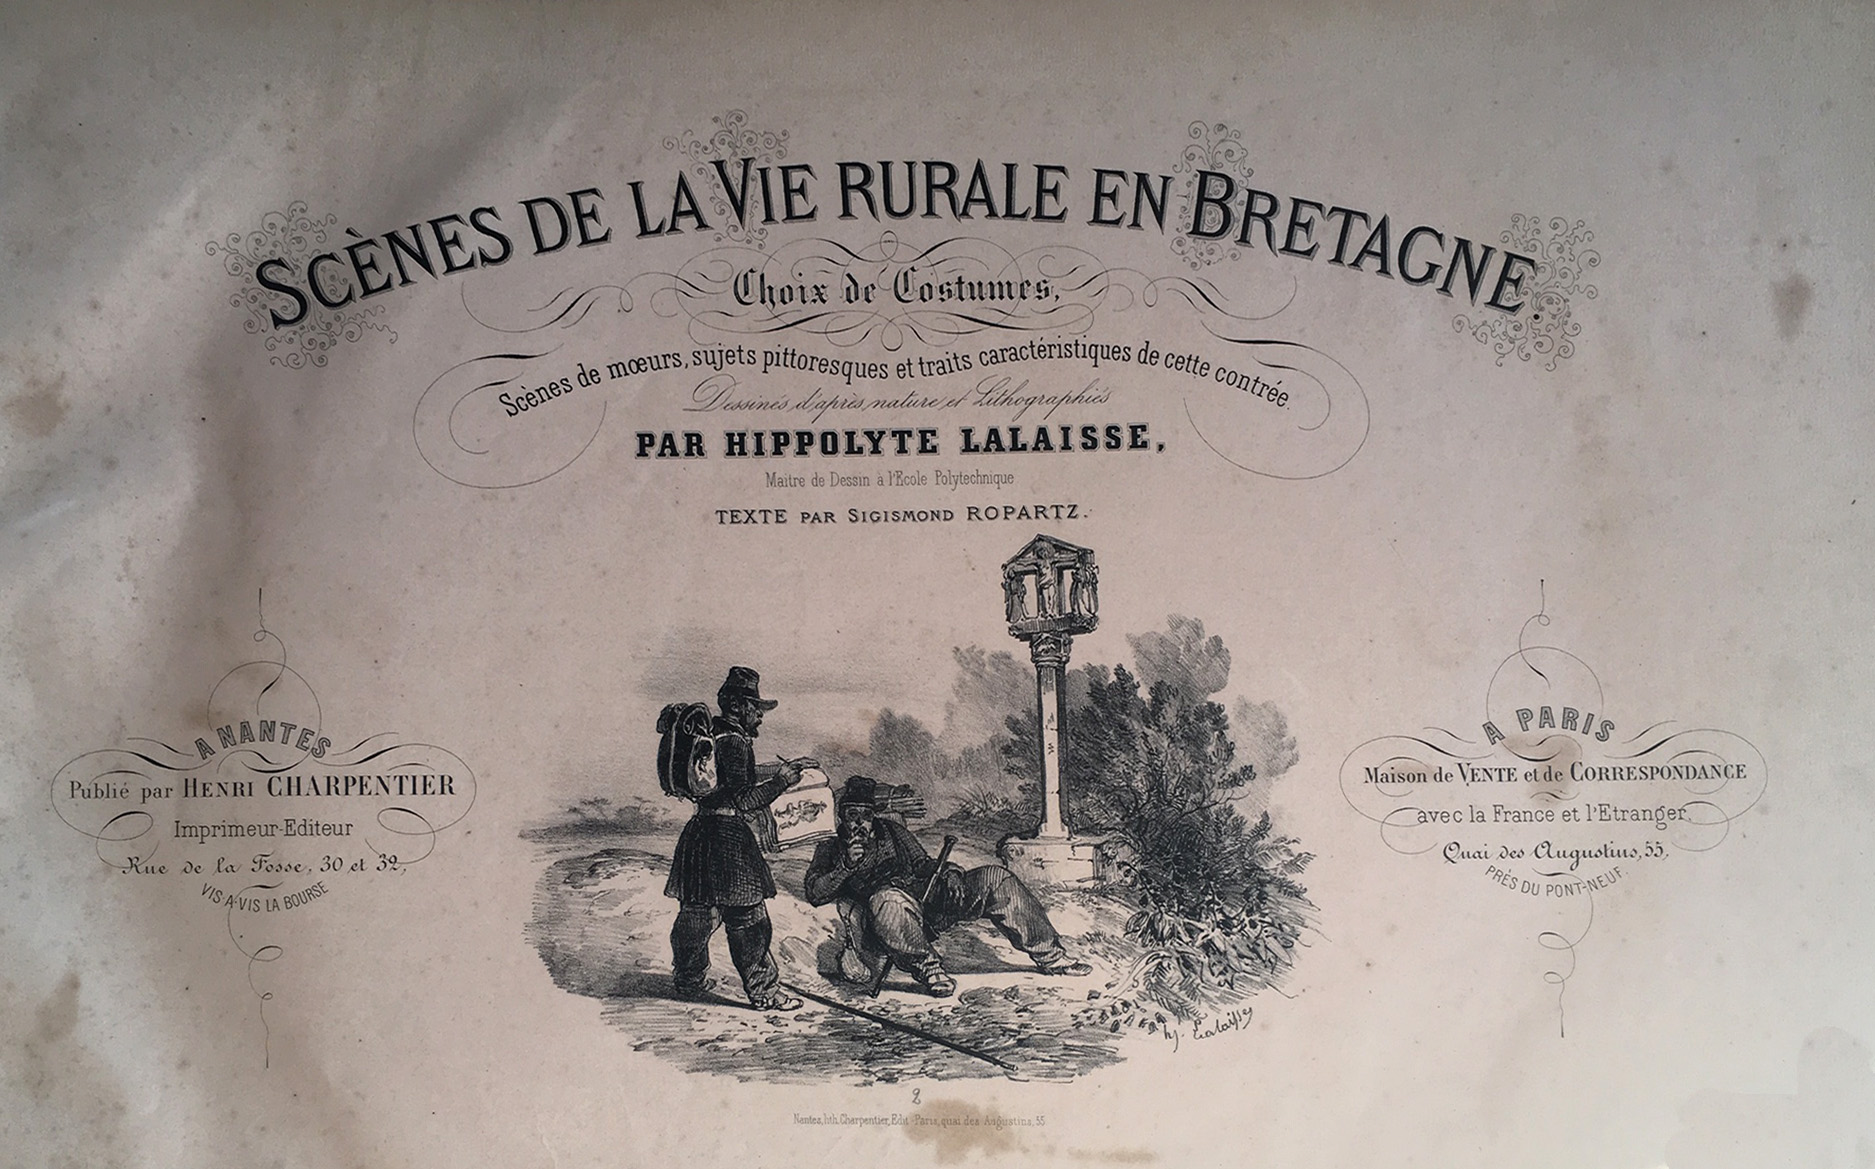 SCÈNES DE LA VIE RURALE EN BRETAGNE.
Choix de Costumes,
Scènes de mœurs, sujets pittoresques et traits caractéristiques de cette contrée.
Dessinés d'après nature et Lithographiés
PAR HIPPOLYTE LALAISSE,
Maître de Dessin à l'Ecole Polytechnique
TEXTE PAR SIGISMOND ROPARTZ.
A NANTES
Publié par HENRI CHARPENTIER
Imprimeur-Editeur
Rue de la Fosse, 30 et 32,
VIS-A-VIS LA BOURSE
A PARIS
Maison de VENTE et de CORRESPONDANCE
avec la France et l'Etranger,
Quai des Augustins, 55,
PRÈS DU PONT-NEUF.
hy. Lalaisse
2
Nantes, lith. Charpentier, Edit.-Paris, quai des Augustins, 55